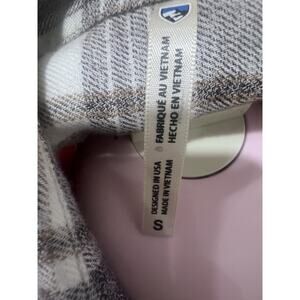 FABRIQUÉ AU VIETNAM
HECHO EN VIETNAM
DESIGNED IN USA
MADE IN VIETNAM
S